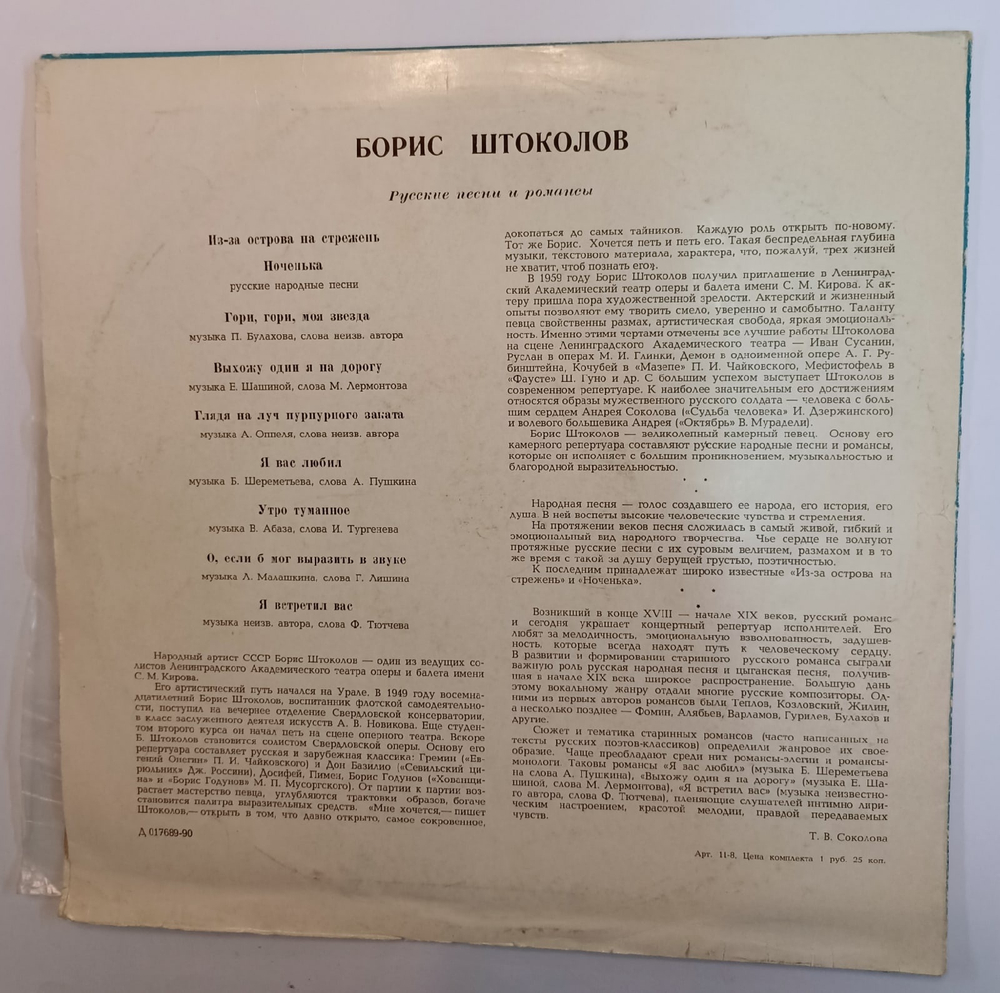 БОРИС ШТОКОЛОВ
Русские песни и романсы
Из-за острова на стрежень
Ноченька
русские народные песни
Гори, гори, моя звезда
музыка П. Булахова, слова неизв. автора
Выхожу один я на дорогу
музыка Е. Шашиной, слова М. Лермонтова
Глядя на луч пурпурного заката
музыка А. Оппеля, слова неизв. автора
Я вас любил
музыка Б. Шереметьева, слова А. Пушкина
Утро туманное
музыка В. Абаза, слова И. Тургенева
О, если б мог выразить в звуке
музыка Л. Малашкина, слова Г. Лишина
Я встретил вас
музыка неизв. автора, слова Ф. Тютчева
Народный артист СССР Борис Штоколов — один из ведущих со-
листов Ленинградского Академического театра оперы и балета имени
С. М. Кирова.
Его артистический путь начался на Урале. В 1949 году восемна-
дцатилетний Борис Штоколов, воспитанник флотской самодеятельно-
сти, поступил на вечернее отделение Свердловской консерватории,
в класс заслуженного деятеля искусств А. В. Новикова. Еще студен-
том второго курса он начал петь на сцене оперного театра. Вскоре
Б. Штоколов становится солистом Свердловской оперы. Основу его
репертуара составляет русская и зарубежная классика: Гремин («Ев-
гений Онегин» П. И. Чайковского) и Дон Базилио («Севильский ци-
рюльник» Дж. Россини), Досифей, Пимен, Борис Годунов («Хованщи-
на» и «Борис Годунов» М. П. Мусоргского). От партии к партии воз-
растает мастерство певца, углубляются трактовки образов, богаче
становится палитра выразительных средств. «Мне хочется,— пишет
Штоколов,— открыть в том, что давно открыто, самое сокровенное,
Д 017689-90
докопаться до самых тайников. Каждую роль открыть по-новому.
Тот же Борис. Хочется петь и петь его. Такая беспредельная глубина
музыки, текстового материала, характера, что, пожалуй, трех жизней
не хватит, чтоб познать его».
В 1959 году Борис Штоколов получил приглашение в Ленинград-
ский Академический театр оперы и балета имени С. М. Кирова. К ак-
теру пришла пора художественной зрелости. Актерский и жизненный
опыты позволяют ему творить смело, уверенно и самобытно. Таланту
певца свойственны размах, артистическая свобода, яркая эмоциональ-
ность. Именно этими чертами отмечены все лучшие работы Штоколова
на сцене Ленинградского Академического театра — Иван Сусанин,
Руслан в операх М. И. Глинки, Демон в одноименной опере А. Г. Ру-
бинштейна, Кочубей в «Мазепе» П. И. Чайковского, Мефистофель в
«Фаусте» Ш. Гуно и др. С большим успехом выступает Штоколов в
современном репертуаре. К наиболее значительным его достижениям
относятся образы мужественного русского солдата — человека с боль-
шим сердцем Андрея Соколова («Судьба человека» И. Дзержинского)
и волевого большевика Андрея («Октябрь» В. Мурадели).
Борис Штоколов — великолепный камерный певец. Основу его
камерного репертуара составляют русские народные песни и романсы,
которые он исполняет с большим проникновением, музыкальностью и
благородной выразительностью.
Народная песня — голос создавшего ее народа, его история, его
душа. В ней воспеты высокие человеческие чувства и стремления.
На протяжении веков песня сложилась в самый живой, гибкий и
эмоциональный вид народного творчества. Чье сердце не волнуют
протяжные русские песни с их суровым величием, размахом и в то
же время с такой за душу берущей грустью, поэтичностью.
К последним принадлежат широко известные «Из-за острова на
стрежень» и «Ноченька».
Возникший в конце XVIII — начале XIX веков, русский романс
и сегодня украшает концертный репертуар исполнителей. Его
любят за мелодичность, эмоциональную взволнованность, задушев-
ность, которые всегда находят путь к человеческому сердцу.
В развитии и формировании старинного русского романса сыграли
важную роль русская народная песня и цыганская песня, получив-
шая в начале XIX века широкое распространение. Большую дань
этому вокальному жанру отдали многие русские композиторы. Од-
ними из первых авторов романсов были Теплов, Козловский, Жилин,
а несколько позднее — Фомин, Алябьев, Варламов, Гурилев, Булахов и
другие.
Сюжет и тематика старинных романсов (часто написанных на
тексты русских поэтов-классиков) определили жанровое их свое-
образие. Чаще преобладают среди них романсы-элегии и романсы-
монологи. Таковы романсы «Я вас любил» (музыка Б. Шереметьева
на слова А. Пушкина), «Выхожу один я на дорогу» (музыка Е. Ша-
шиной, слова М. Лермонтова), «Я встретил вас» (музыка неизвестно-
го автора, слова Ф. Тютчева), пленяющие слушателей интимно лири-
ческим настроением, красотой мелодии, правдой передаваемых
чувств.
Т. В. Соколова
Арт. 11-8. Цена комплекта 1 руб. 25 коп.